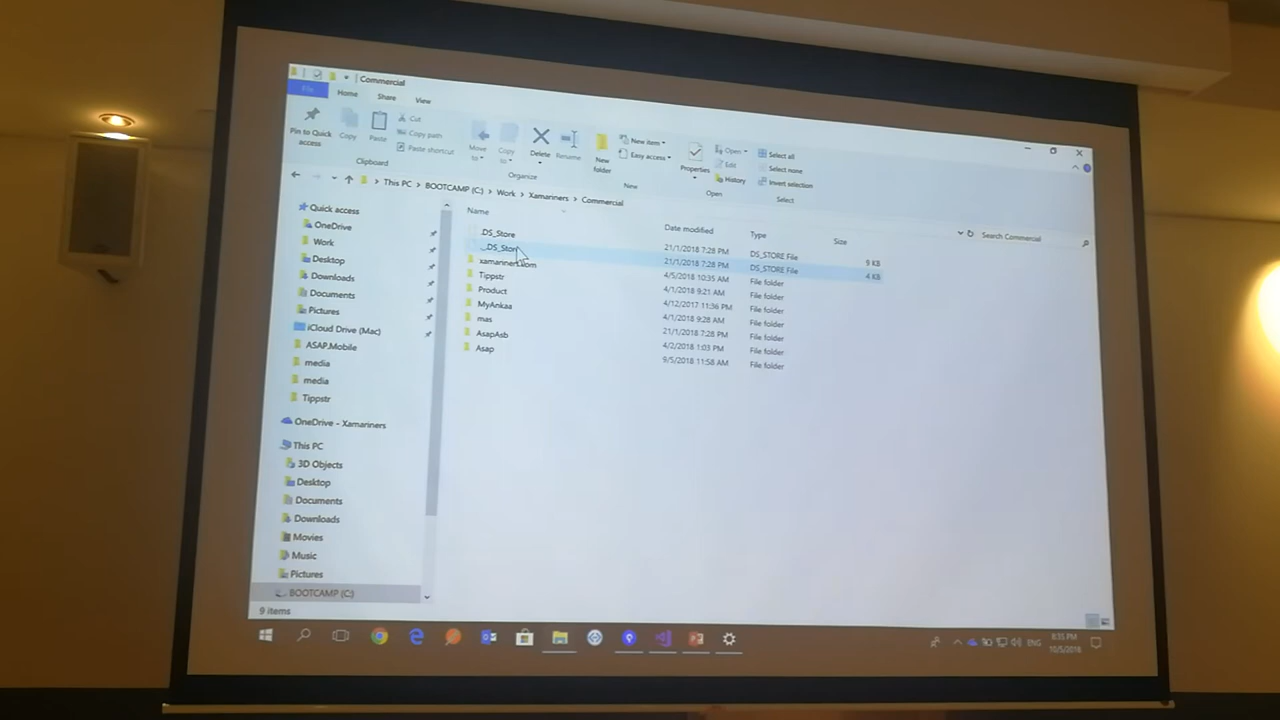 Commercial
File Home Share View
Pin to Quick access
Copy
Paste
Cut
Copy path
Paste shortcut
Clipboard
Move to
Copy to
Delete
Rename
Organize
New folder
New item
Easy access
New
Properties
Open
Edit
History
Open
Select all
Select none
Invert selection
Select
This PC > BOOTCAMP (C:) > Work > Xamariners > Commercial
Search Commercial
Quick access
OneDrive
Work
Desktop
Downloads
Documents
Pictures
iCloud Drive (Mac)
ASAP.Mobile
media
media
Tippstr
OneDrive - Xamariners
This PC
3D Objects
Desktop
Documents
Downloads
Movies
Music
Pictures
BOOTCAMP (C:)
Name Date modified Type Size
.DS_Store 21/1/2018 7:28 PM DS_STORE File 9 KB
._.DS_Store 21/1/2018 7:28 PM DS_STORE File 4 KB
4/5/2018 10:35 AM File folder
Tippstr 4/1/2018 9:21 AM File folder
Product 4/12/2017 11:36 PM File folder
MyAnkaa 4/1/2018 9:28 AM File folder
mas 21/1/2018 7:28 PM File folder
AsapAsb 4/2/2018 1:03 PM File folder
Asap 9/5/2018 11:58 AM File folder
9 items
ENG
8:35 PM
10/5/2018